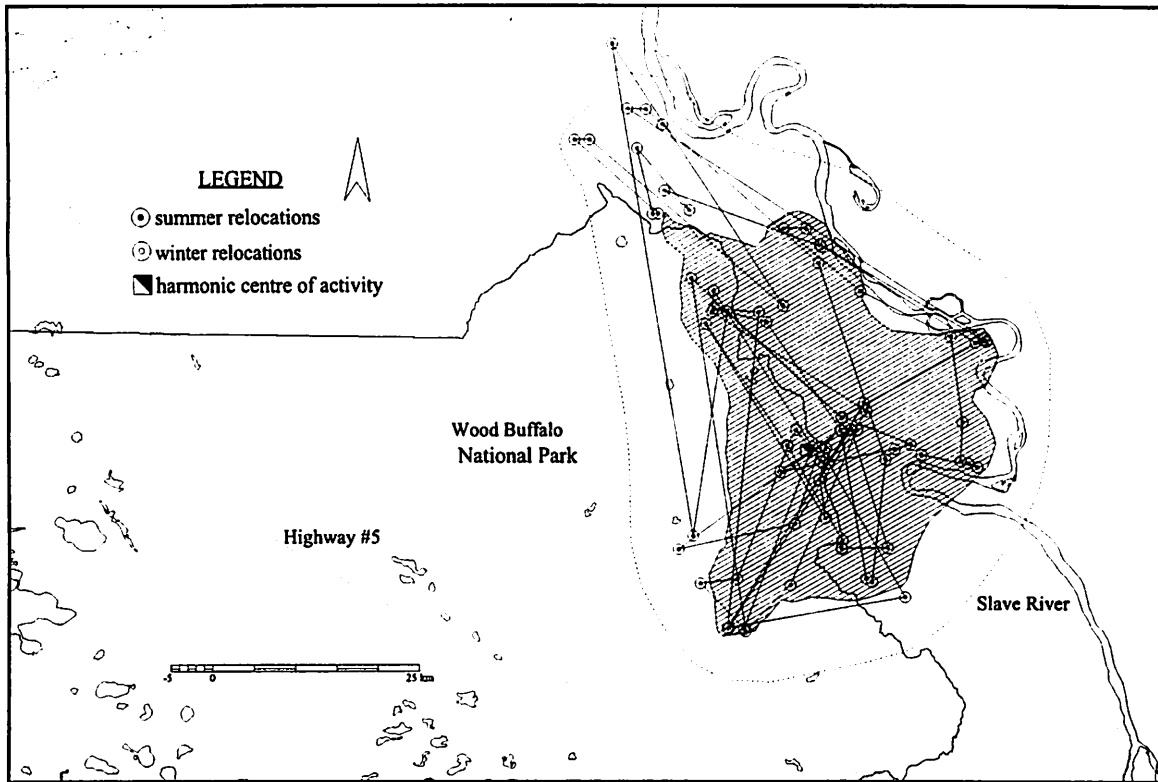 LEGEND
summer relocations
winter relocations
harmonic centre of activity
Wood Buffalo
National Park
Highway #5
Slave River
-5 0 25 km